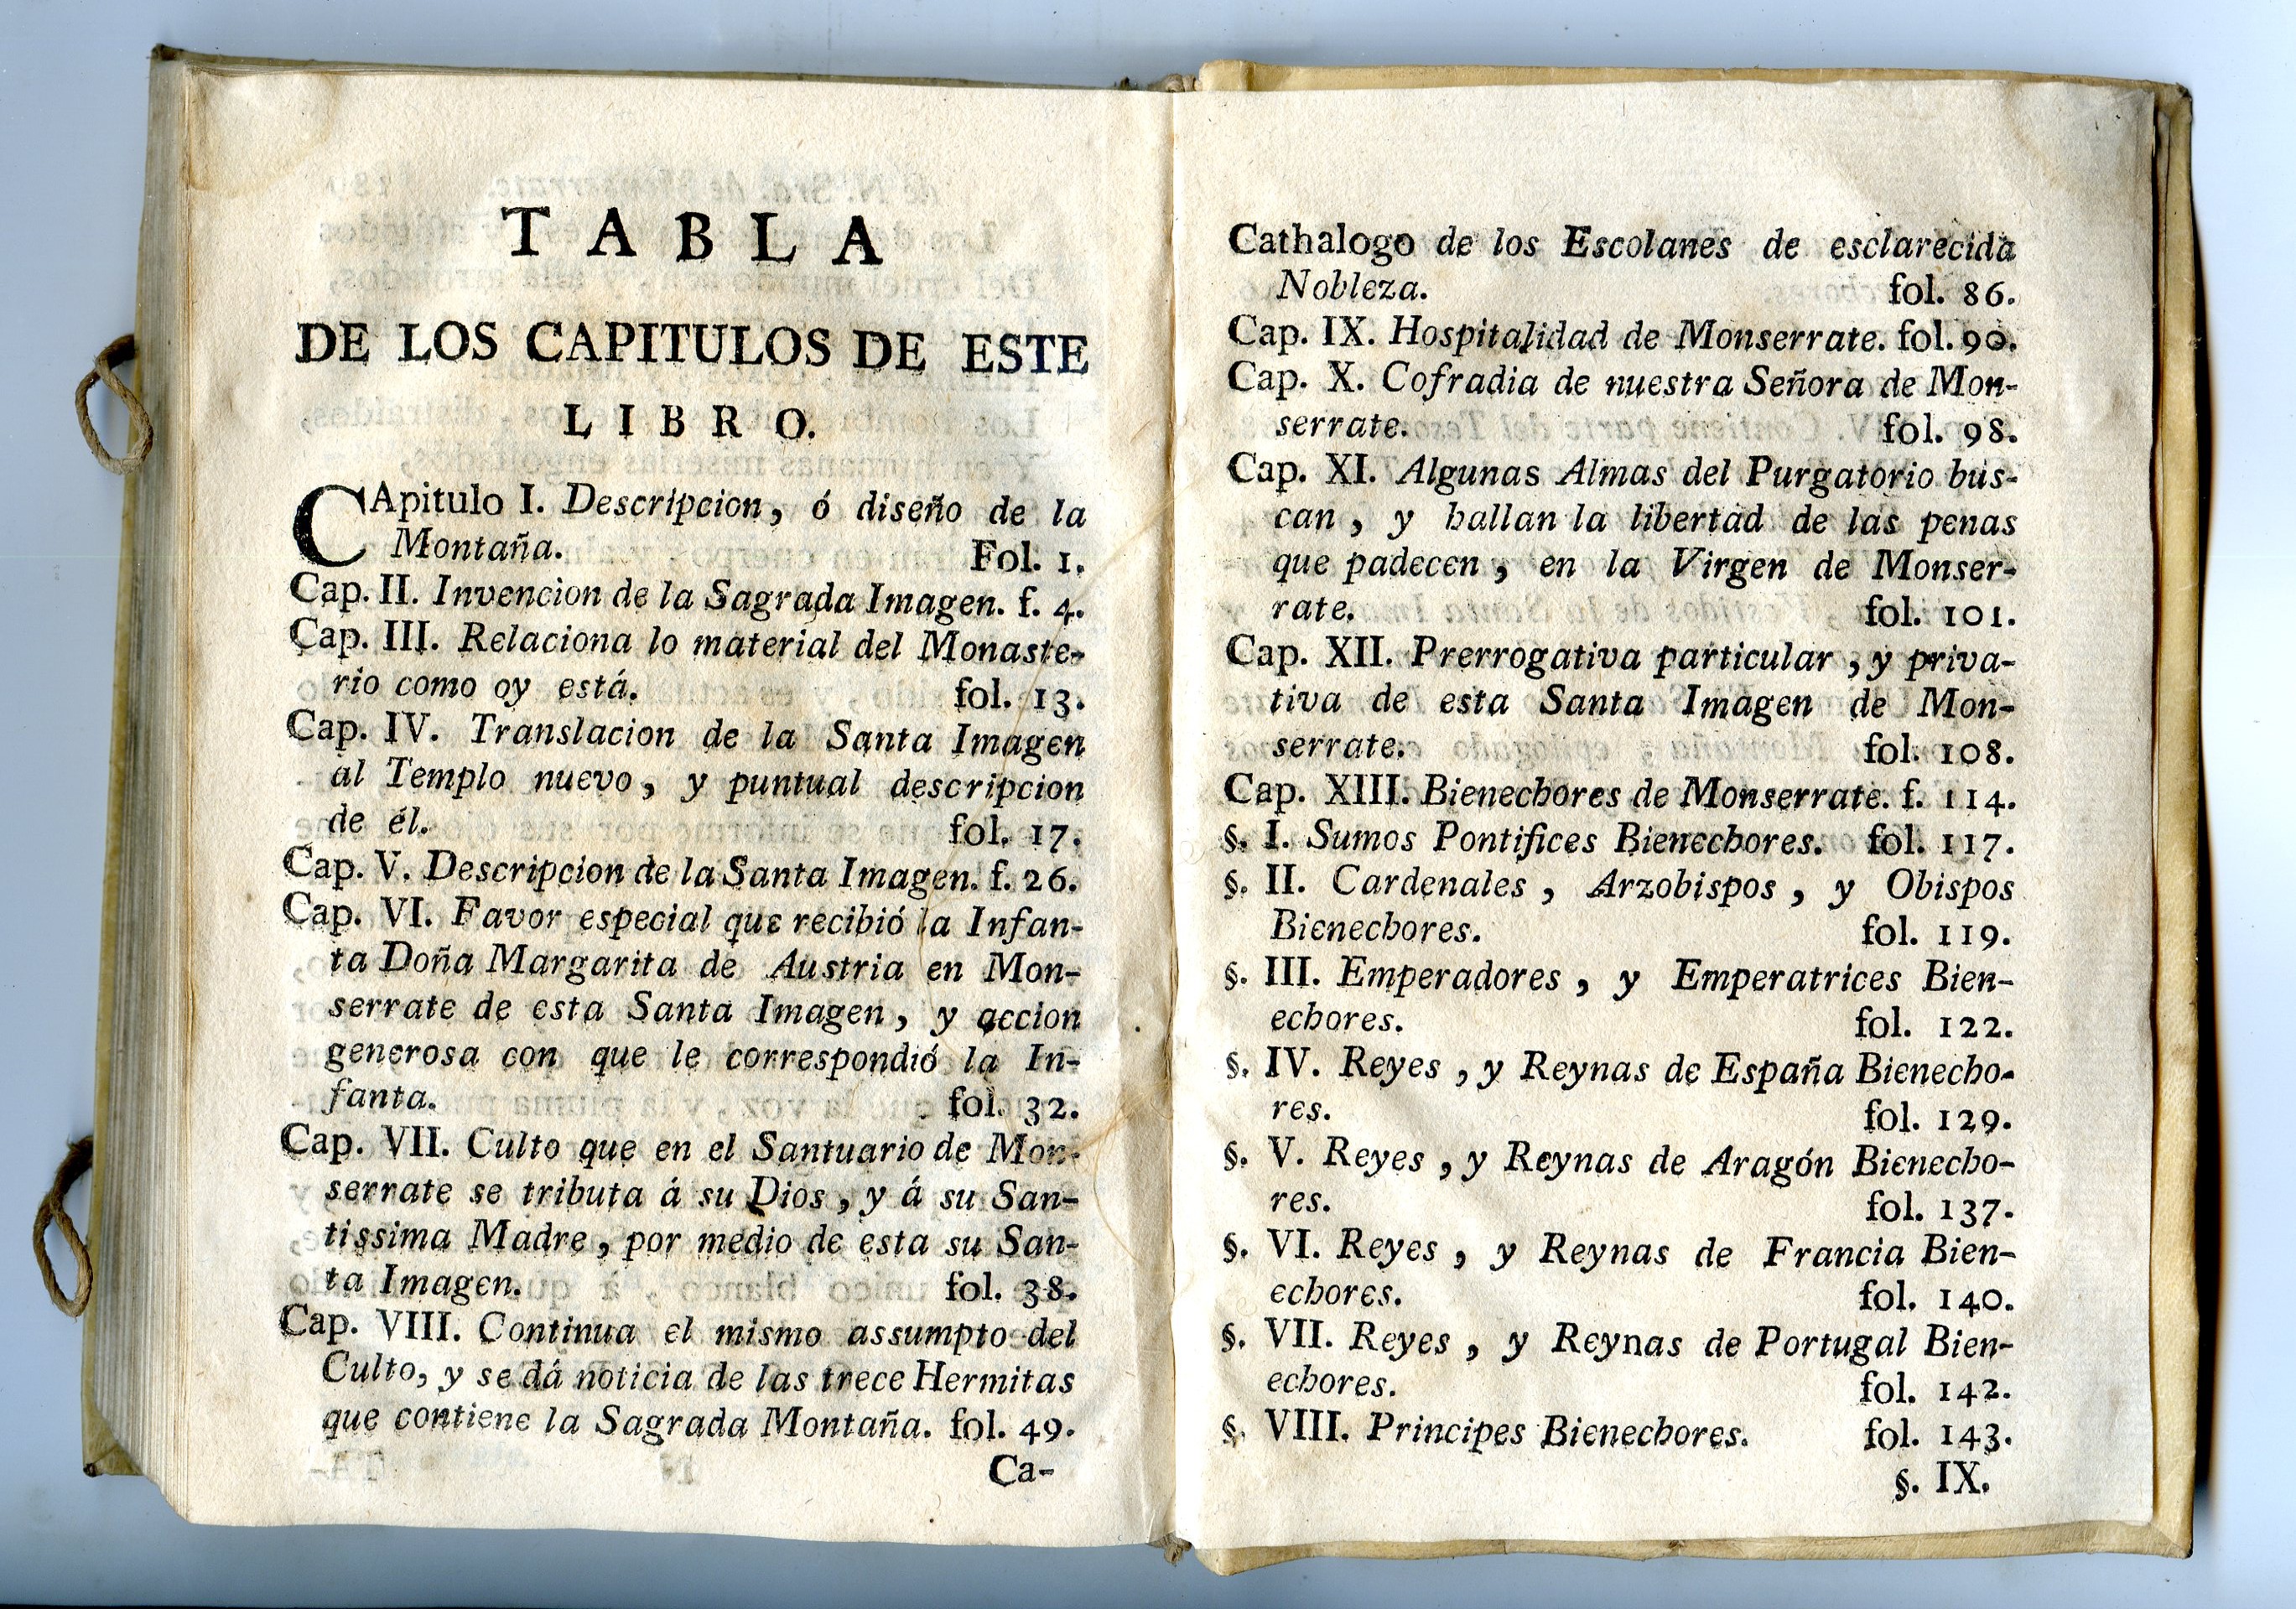 TABLA
DE LOS CAPITULOS DE ESTE
LIBRO.
CApitulo I. Descripcion, ó diseño de la
Montaña. Fol. 1.
Cap. II. Invencion de la Sagrada Imagen. f. 4.
Cap. III. Relaciona lo material del Monaste-
rio como oy está. fol. 13.
Cap. IV. Translacion de la Santa Imagen
al Templo nuevo, y puntual descripcion
de él. fol. 17.
Cap. V. Descripcion de la Santa Imagen. f. 26.
Cap. VI. Favor especial que recibió la Infan-
ta Doña Margarita de Austria en Mon-
serrate de esta Santa Imagen, y accion
generosa con que le correspondió la In-
fanta. fol. 32.
Cap. VII. Culto que en el Santuario de Mon-
serrate se tributa á su Dios, y á su San-
tissima Madre, por medio de esta su San-
ta Imagen. fol. 38.
Cap. VIII. Continua el mismo assumpto del
Culto, y se dá noticia de las trece Hermitas
que contiene la Sagrada Montaña. fol. 49.
Ca-
Cathalogo de los Escolanes de esclarecida
Nobleza. fol. 86.
Cap. IX. Hospitalidad de Monserrate. fol. 90.
Cap. X. Cofradia de nuestra Señora de Mon-
serrate. fol. 98.
Cap. XI. Algunas Almas del Purgatorio bus-
can, y hallan la libertad de las penas
que padecen, en la Virgen de Monser-
rate. fol. 101.
Cap. XII. Prerrogativa particular, y priva-
tiva de esta Santa Imagen de Mon-
serrate. fol. 108.
Cap. XIII. Bienechores de Monserrate. f. 114.
§. I. Sumos Pontifices Bienechores. fol. 117.
§. II. Cardenales, Arzobispos, y Obispos
Bienechores. fol. 119.
§. III. Emperadores, y Emperatrices Bien-
echores. fol. 122.
§. IV. Reyes, y Reynas de España Bienecho-
res. fol. 129.
§. V. Reyes, y Reynas de Aragón Bienecho-
res. fol. 137.
§. VI. Reyes, y Reynas de Francia Bien-
echores. fol. 140.
§. VII. Reyes, y Reynas de Portugal Bien-
echores. fol. 142.
§. VIII. Principes Bienechores. fol. 143.
§. IX.